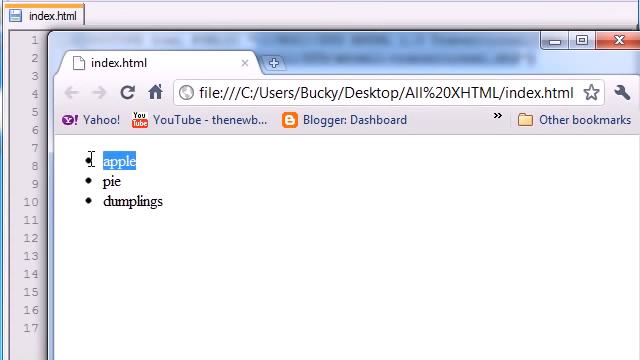 index.html
1
2
3
4
5
6
7
8
9
10
11
12
13
14
15
16
17
index.html
file:///C:/Users/Bucky/Desktop/All%20XHTML/index.html
Yahoo! You Tube YouTube - thenewb... Blogger: Dashboard » Other bookmarks
apple
pie
dumplings